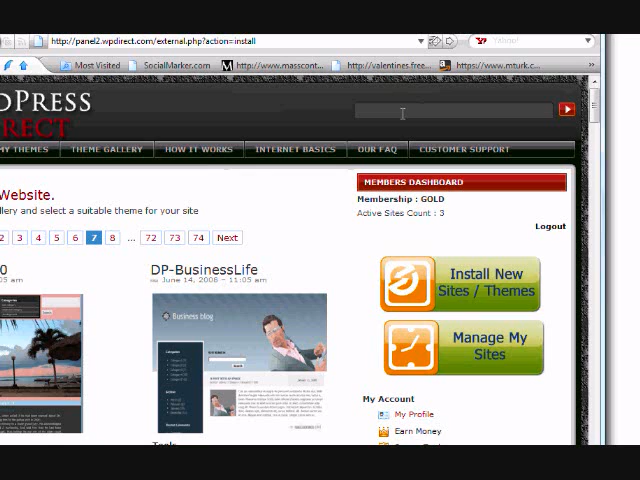 http://panel2.wpdirect.com/external.php?action=install
Yahoo!
Most Visited
SocialMarker.com
http://www.masscont...
http://valentines.free...
https://www.mturk.c...
DPRESS
RECT
MY THEMES
THEME GALLERY
HOW IT WORKS
INTERNET BASICS
OUR FAQ
CUSTOMER SUPPORT
Website.
ery and select a suitable theme for your site
2 3 4 5 6 7 8 ... 72 73 74 Next
MEMBERS DASHBOARD
Membership : GOLD
Active Sites Count : 3
Logout
0
5 am
DP-BusinessLife
June 14, 2006 - 11:05 am
Business blog
Install New
Sites / Themes
Manage My
Sites
My Account
My Profile
Earn Money